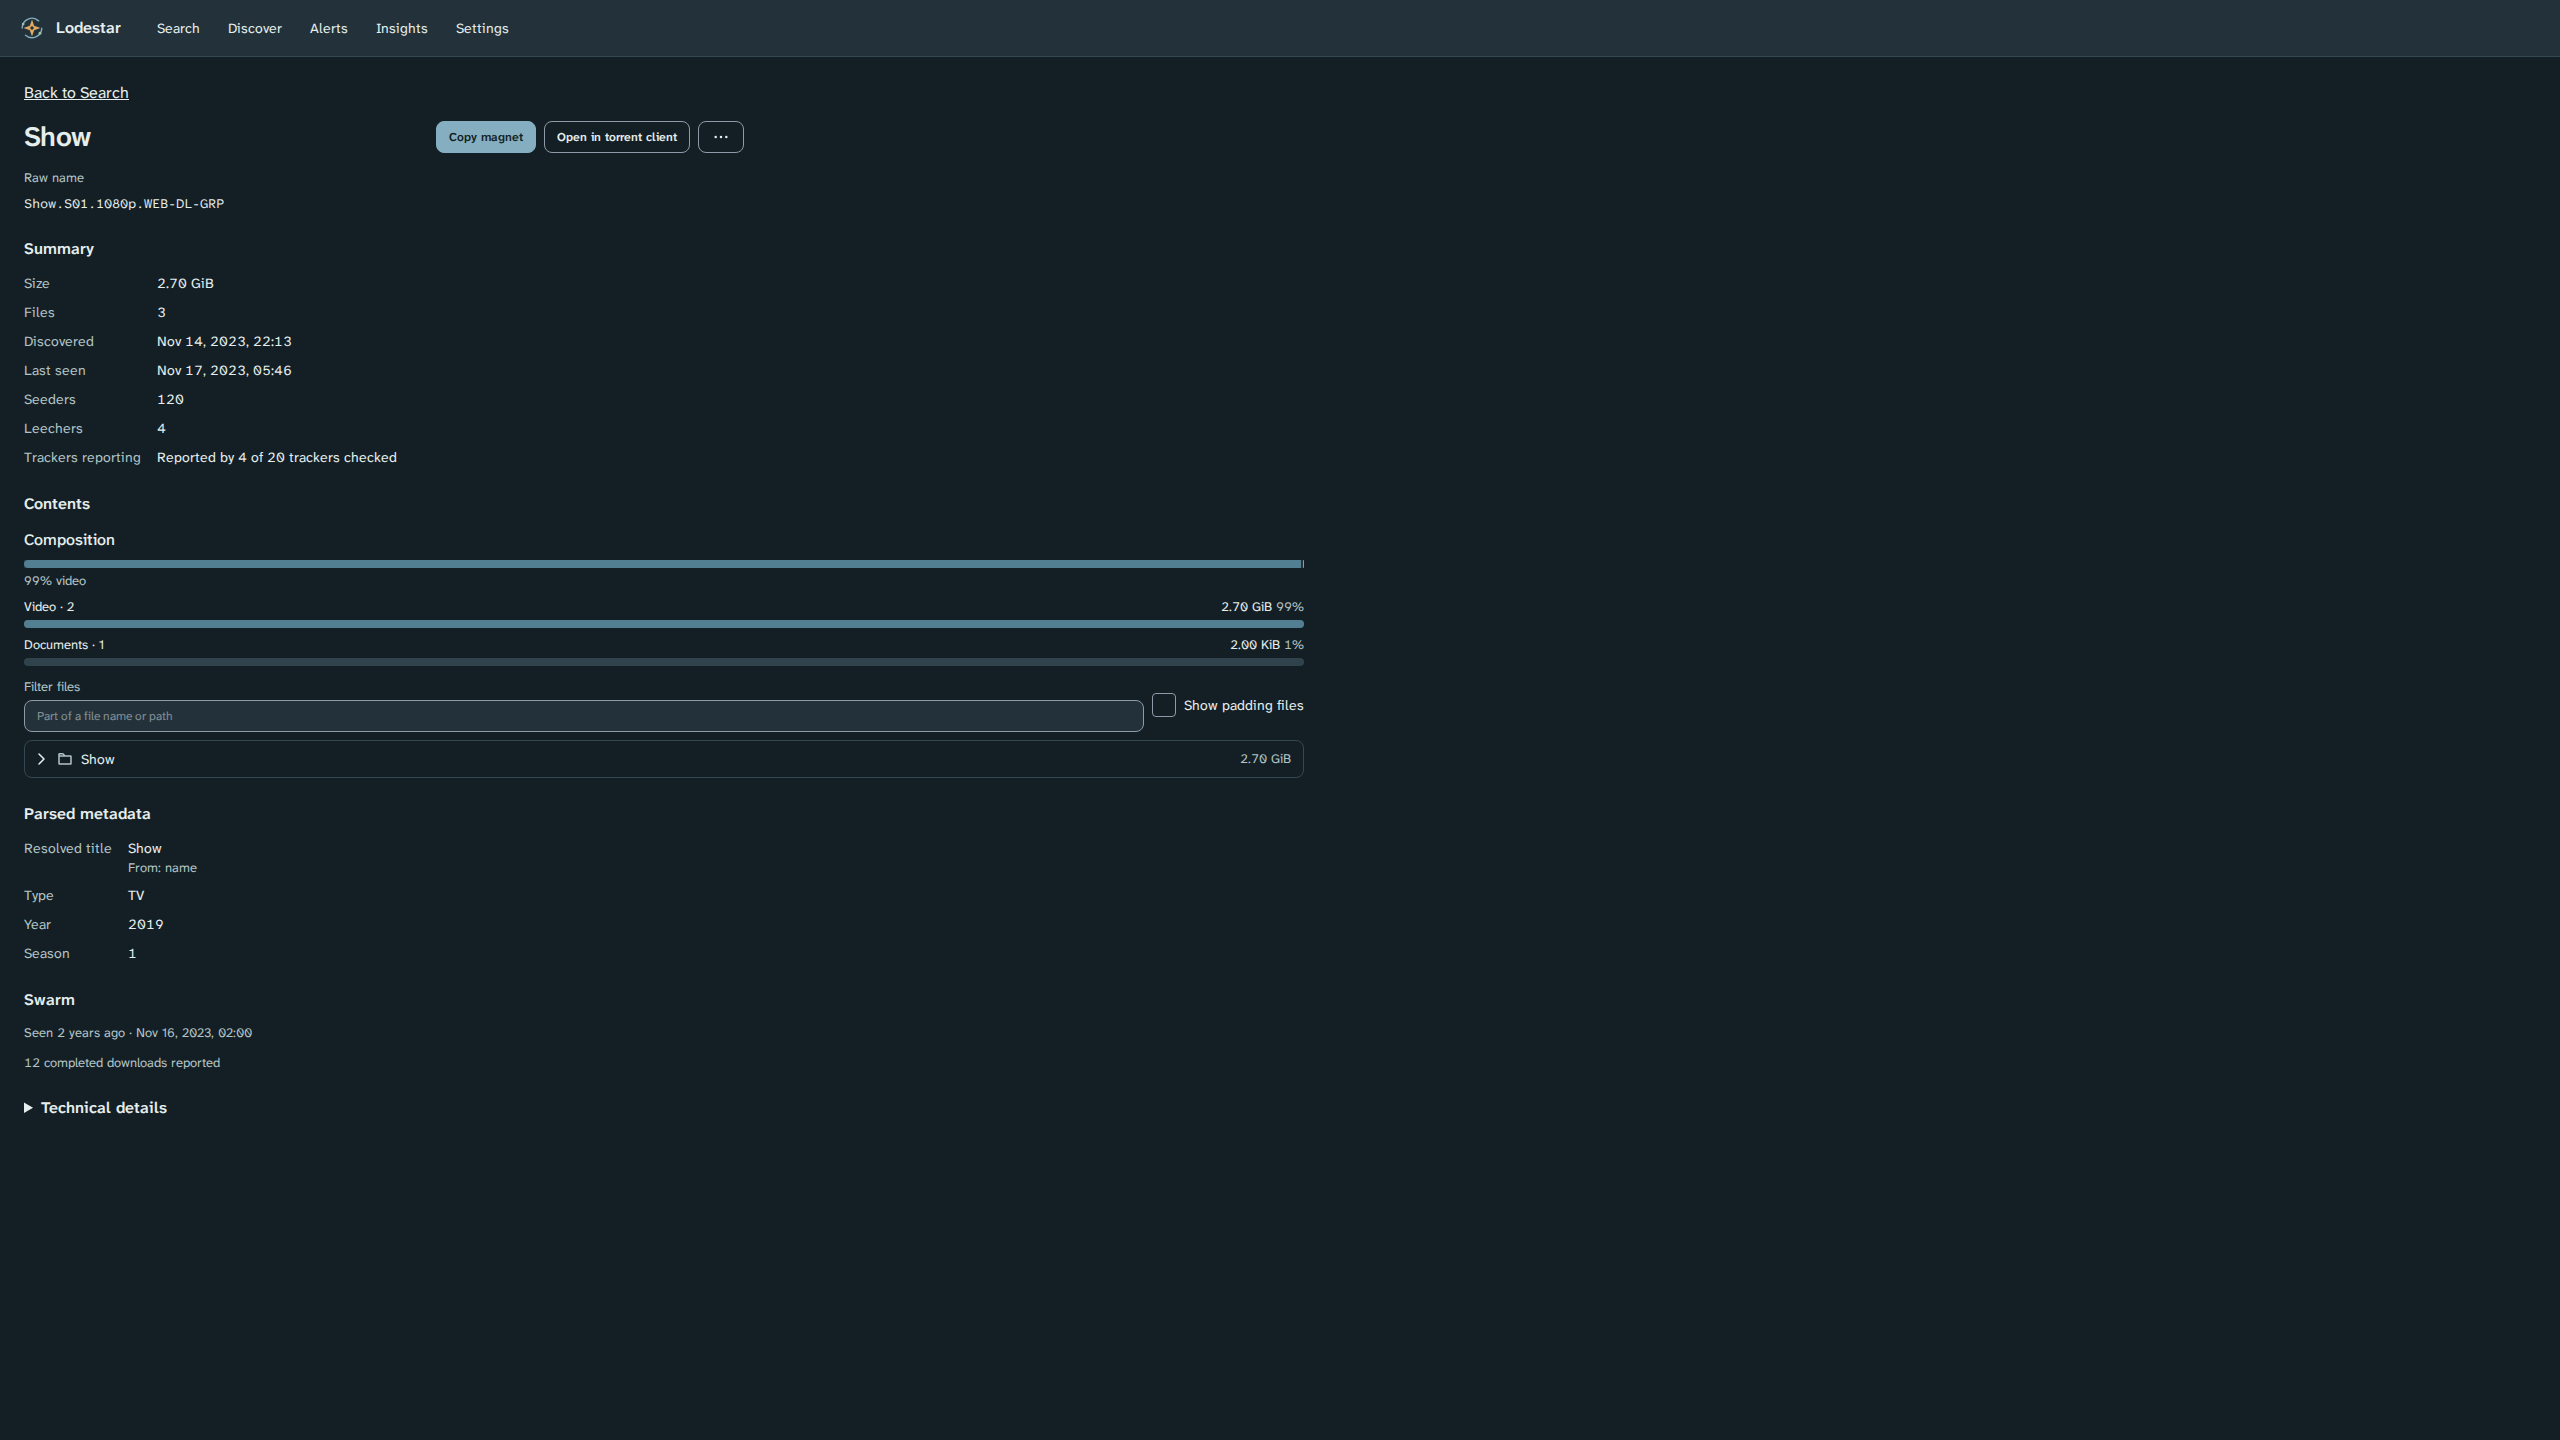 Lodestar Search Discover Alerts Insights Settings
Back to Search
Show Copy magnet Open in torrent client ···
Raw name
Show.S01.1080p.WEB-DL-GRP
Summary
Size 2.70 GiB
Files 3
Discovered Nov 14, 2023, 22:13
Last seen Nov 17, 2023, 05:46
Seeders 120
Leechers 4
Trackers reporting Reported by 4 of 20 trackers checked
Contents
Composition
99% video
Video · 2 2.70 GiB 99%
Documents · 1 2.00 KiB 1%
Filter files
Part of a file name or path Show padding files
Show 2.70 GiB
Parsed metadata
Resolved title Show
From: name
Type TV
Year 2019
Season 1
Swarm
Seen 2 years ago · Nov 16, 2023, 02:00
12 completed downloads reported
Technical details